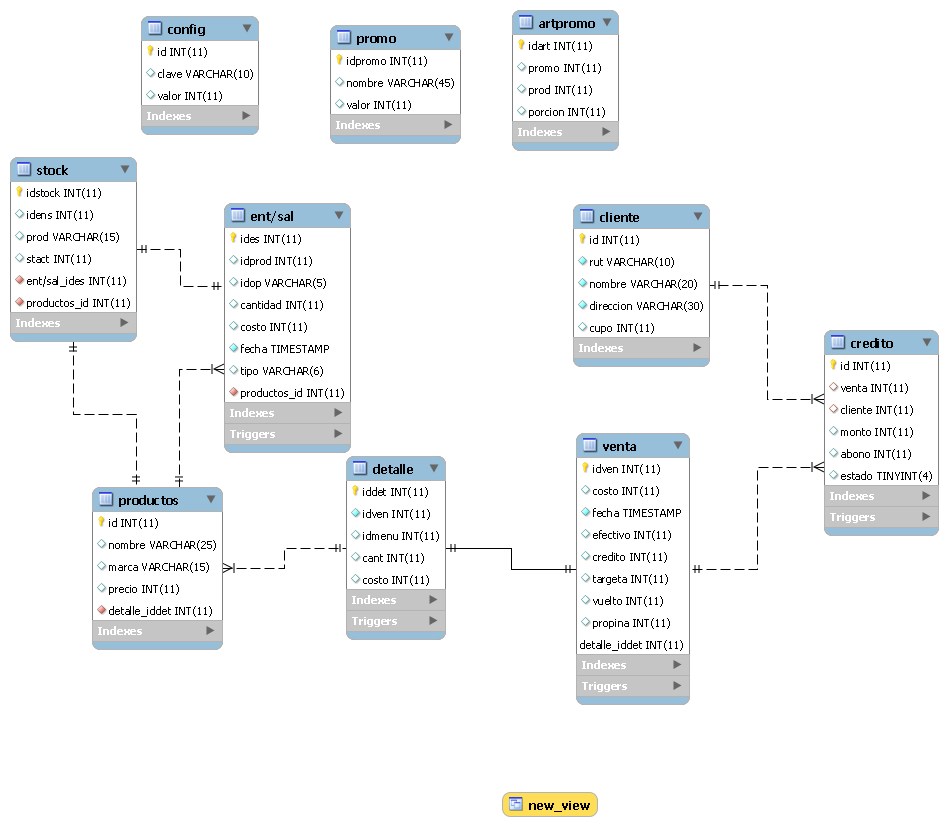 config
id INT(11)
clave VARCHAR(10)
valor INT(11)
Indexes
promo
idpromo INT(11)
nombre VARCHAR(45)
valor INT(11)
Indexes
artpromo
idart INT(11)
promo INT(11)
prod INT(11)
porcion INT(11)
Indexes
stock
idstock INT(11)
idens INT(11)
prod VARCHAR(15)
stact INT(11)
ent/sal_ides INT(11)
productos_id INT(11)
Indexes
ent/sal
ides INT(11)
idprod INT(11)
idop VARCHAR(5)
cantidad INT(11)
costo INT(11)
fecha TIMESTAMP
tipo VARCHAR(6)
productos_id INT(11)
Indexes
Triggers
cliente
id INT(11)
rut VARCHAR(10)
nombre VARCHAR(20)
direccion VARCHAR(30)
cupo INT(11)
Indexes
credito
id INT(11)
venta INT(11)
cliente INT(11)
monto INT(11)
abono INT(11)
estado TINYINT(4)
Indexes
Triggers
productos
id INT(11)
nombre VARCHAR(25)
marca VARCHAR(15)
precio INT(11)
detalle_iddet INT(11)
Indexes
detalle
iddet INT(11)
idven INT(11)
idmenu INT(11)
cant INT(11)
costo INT(11)
Indexes
Triggers
venta
idven INT(11)
costo INT(11)
fecha TIMESTAMP
efectivo INT(11)
credito INT(11)
targeta INT(11)
vuelto INT(11)
propina INT(11)
detalle_iddet INT(11)
Indexes
Triggers
new_view